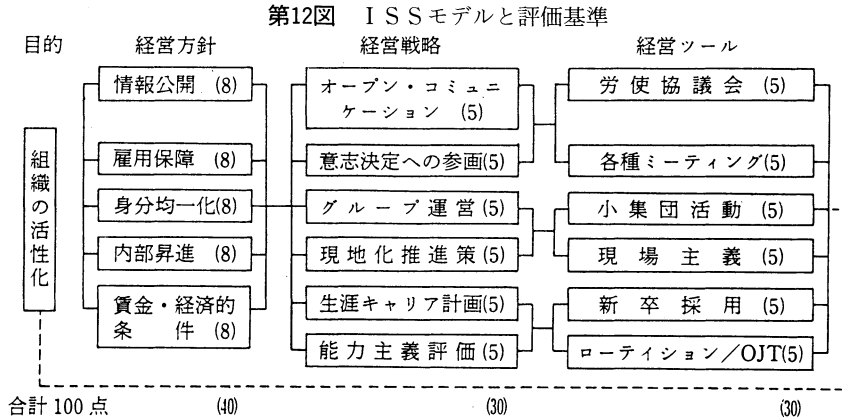 第12図 ISSモデルと評価基準
目的 経営方針 経営戦略 経営ツール
組織の活性化
情報公開 (8)
雇用保障 (8)
身分均一化(8)
内部昇進 (8)
賃金・経済的
条件 (8)
オープン・コミュニ
ケーション (5)
意志決定への参画(5)
グループ運営(5)
現地化推進策(5)
生涯キャリア計画(5)
能力主義評価(5)
労使協議会(5)
各種ミーティング(5)
小集団活動(5)
現場主義(5)
新卒採用(5)
ローティション/OJT(5)
合計100点 (40) (30) (30)